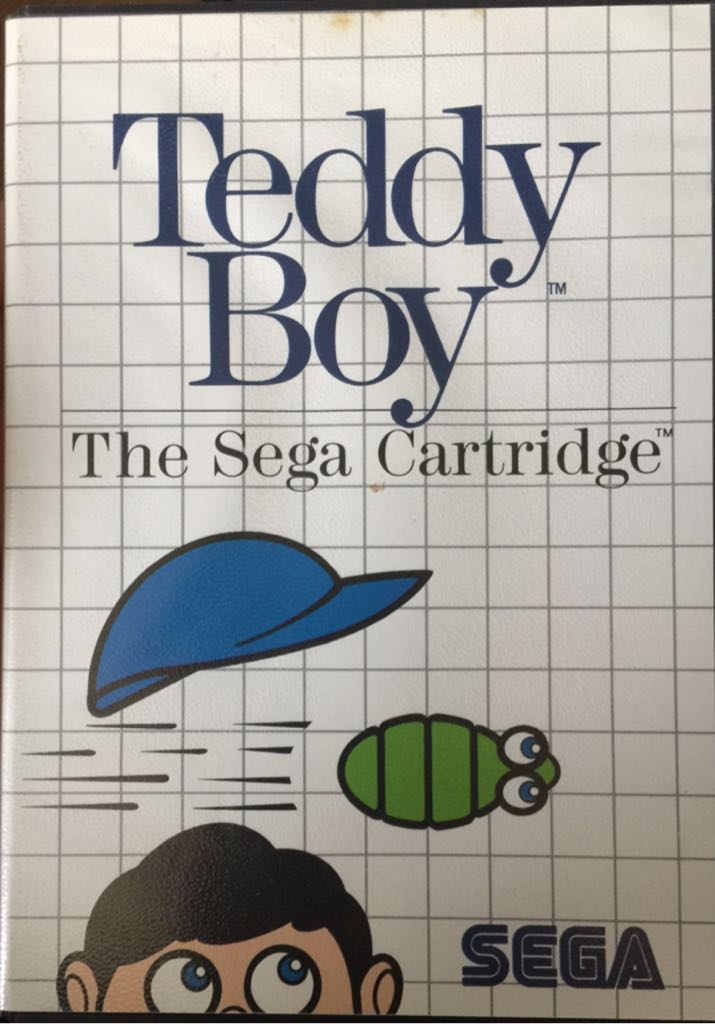 Teddy
Boy™
The Sega Cartridge™
SEGA